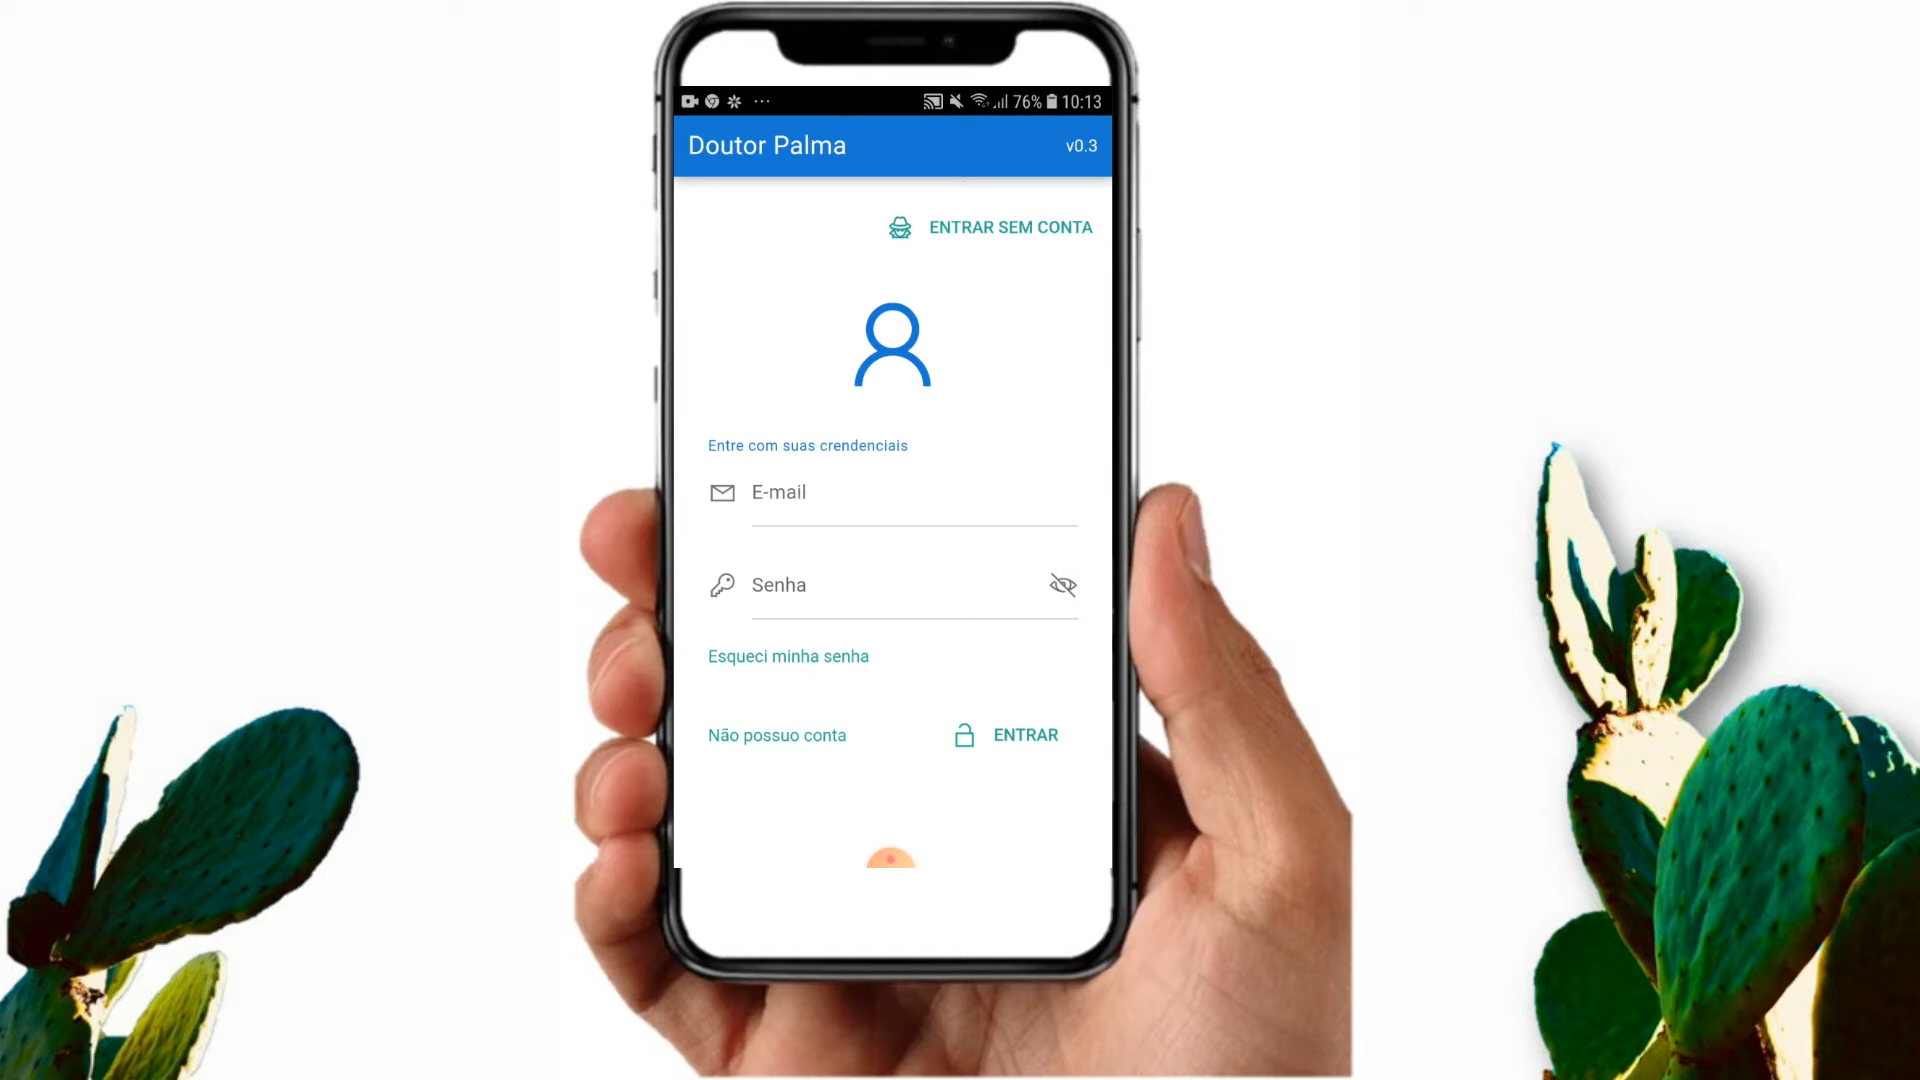 76% 10:13
Doutor Palma v0.3
ENTRAR SEM CONTA
Entre com suas crendenciais
E-mail
Senha
Esqueci minha senha
Não possuo conta ENTRAR